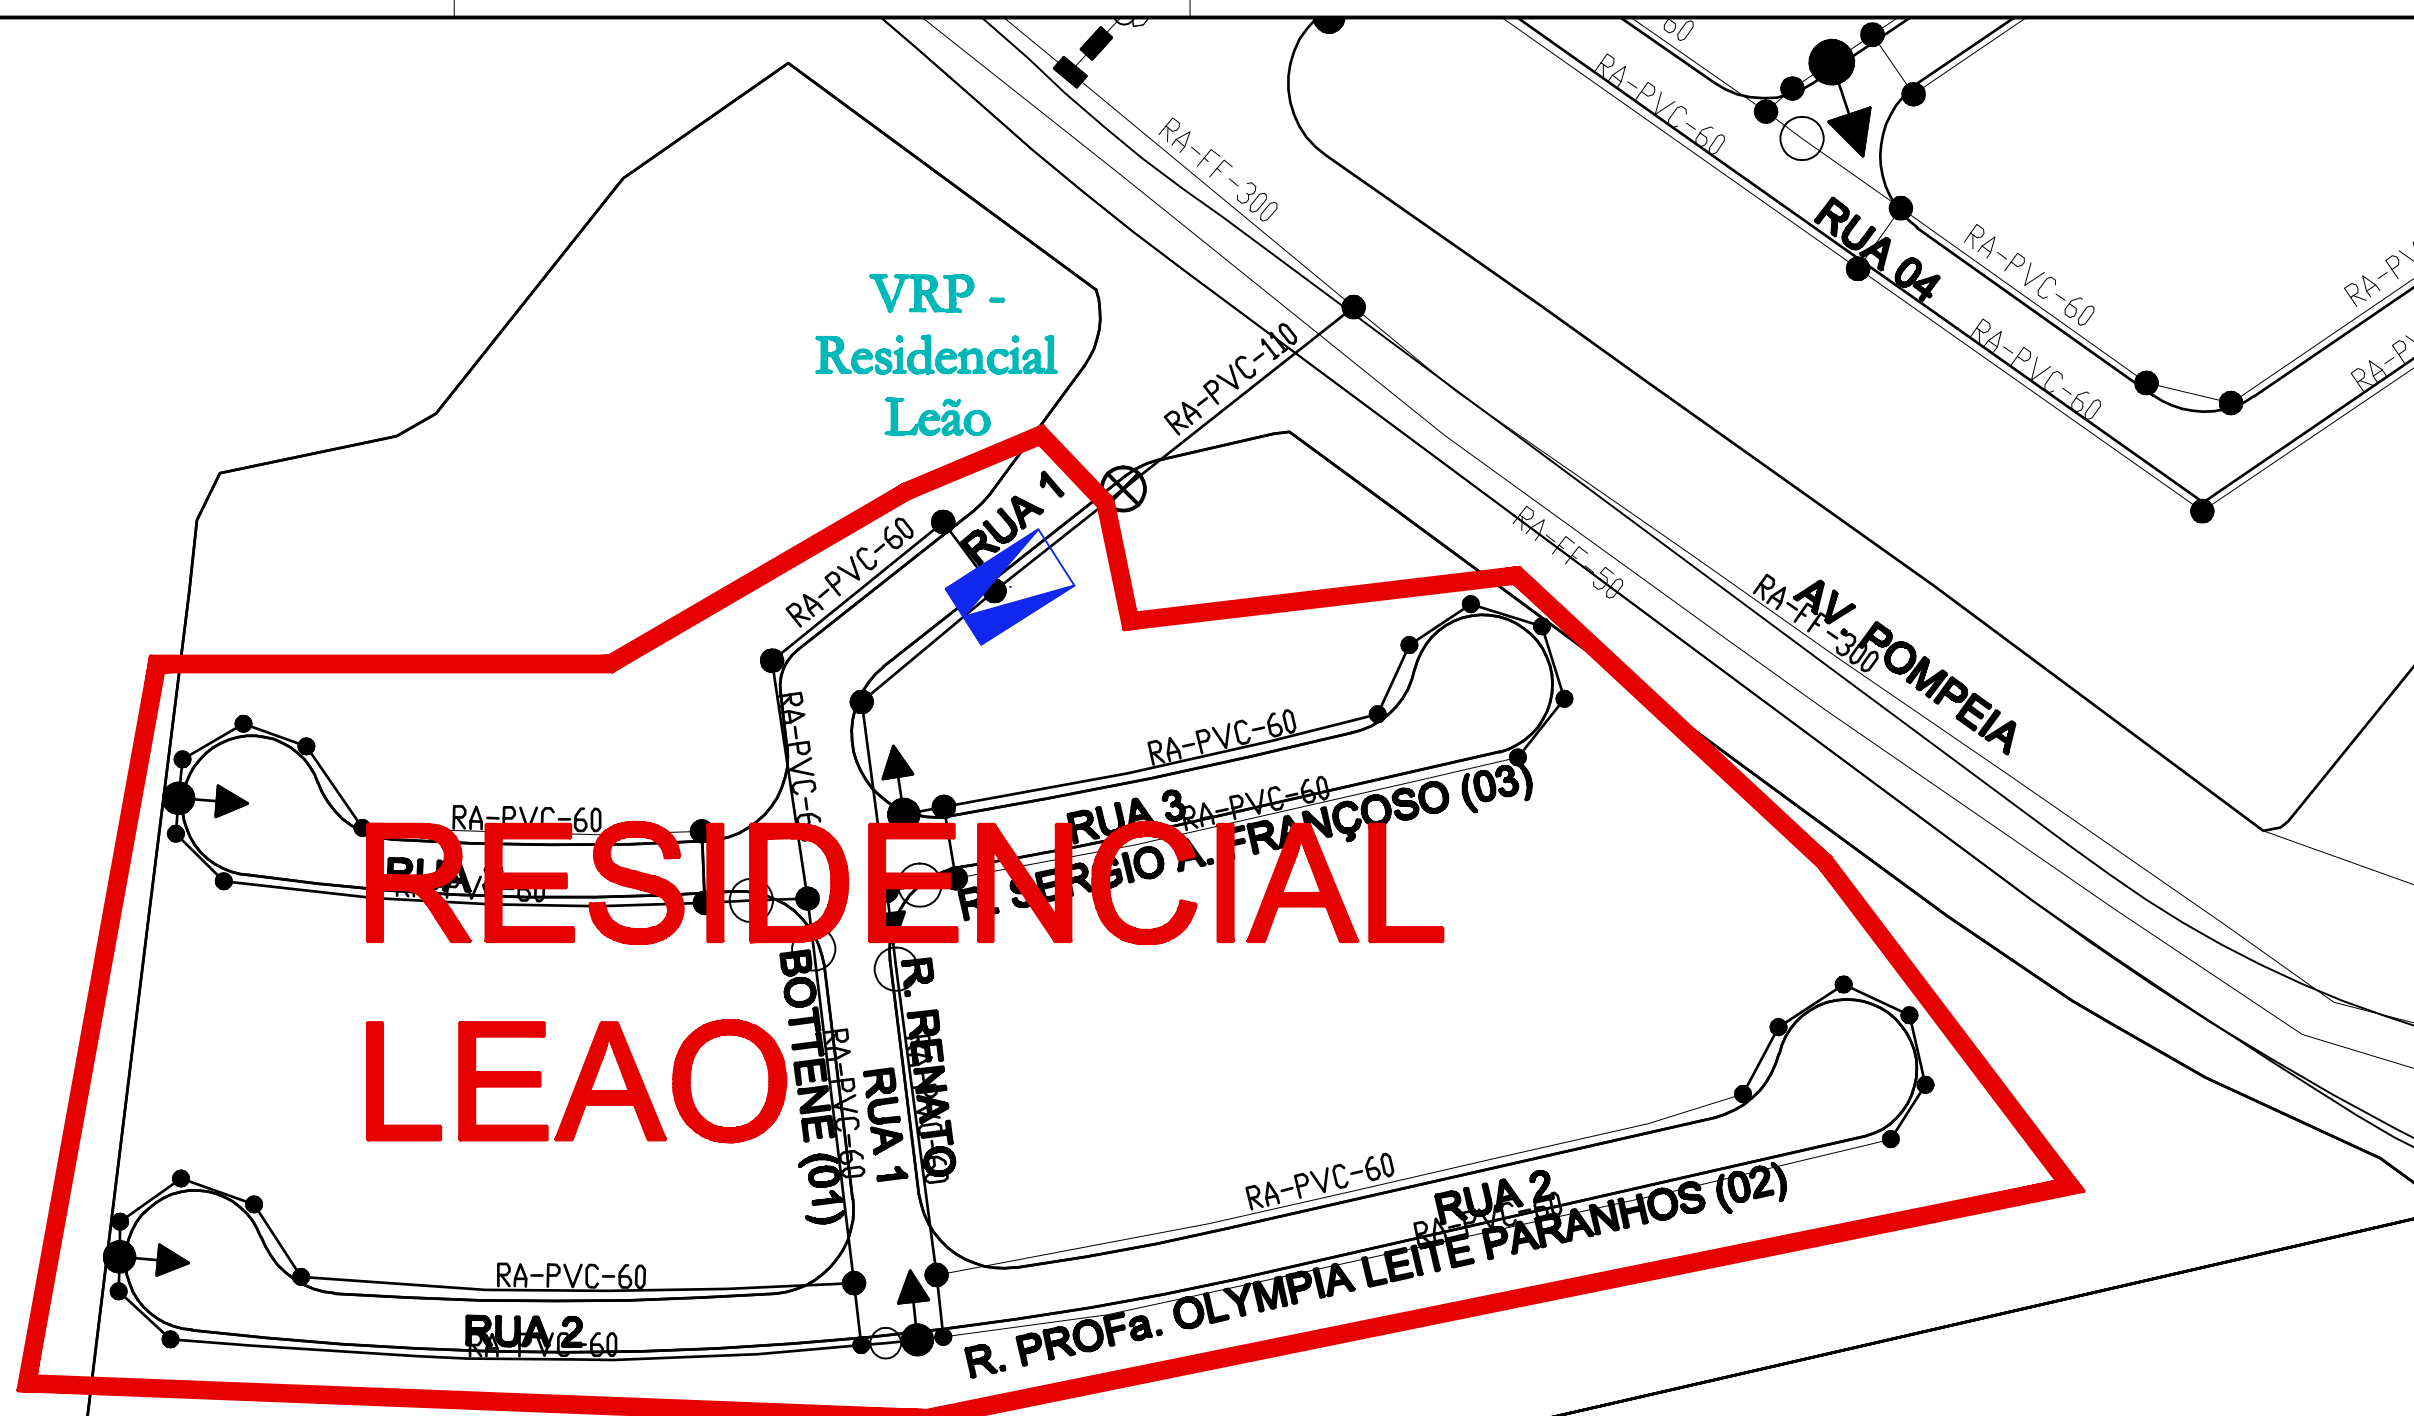 RA-PVC-60
RA-FF-300
RUA 04
RA-PVC-60
RA-PVC-60
VRP -
Residencial
Leão
RA-PVC-110
RUA 1
RA-PVC-60
RA-FF-50
RA-FF-300
AV. POMPEIA
RA-PVC-60
RA-PVC-60
RUA 3
RA-PVC-60
R. SERGIO A. FRANÇOSO (03)
RA-PVC-60
RUA
RESIDENCIAL
LEAO
R. RENATO
BOTTENE (01)
RUA 1
RA-PVC-60
RA-PVC-60
RUA 2
RA-PVC-60
R. PROFa. OLYMPIA LEITE PARANHOS (02)
RA-PVC-60
RUA 2
RA-PVC-60